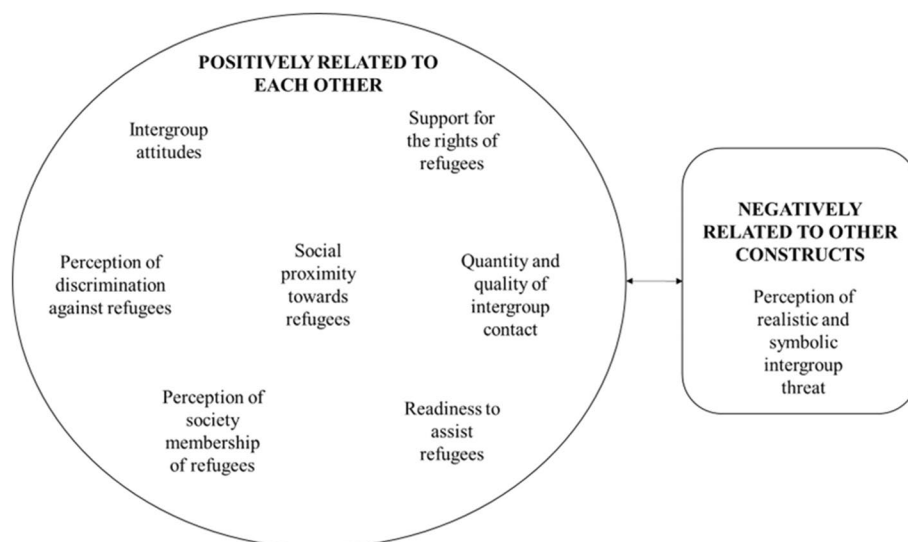 POSITIVELY RELATED TO
EACH OTHER
Intergroup
attitudes
Support for
the rights of
refugees
Perception of
discrimination
against refugees
Social
proximity
towards
refugees
Quantity and
quality of
intergroup
contact
Perception of
society
membership
of refugees
Readiness to
assist
refugees
NEGATIVELY
RELATED TO OTHER
CONSTRUCTS
Perception of
realistic and
symbolic
intergroup
threat